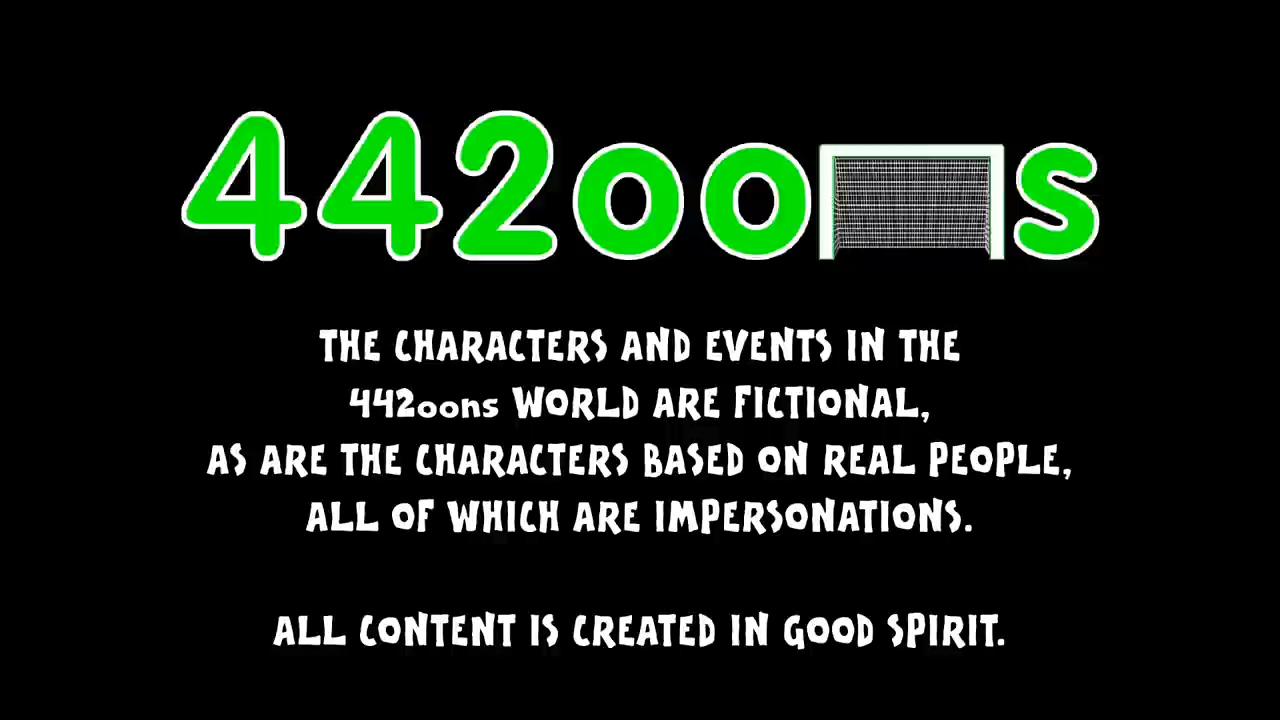 442oons
THE CHARACTERS AND EVENTS IN THE
442oons WORLD ARE FICTIONAL,
AS ARE THE CHARACTERS BASED ON REAL PEOPLE,
ALL OF WHICH ARE IMPERSONATIONS.
ALL CONTENT IS CREATED IN GOOD SPIRIT.